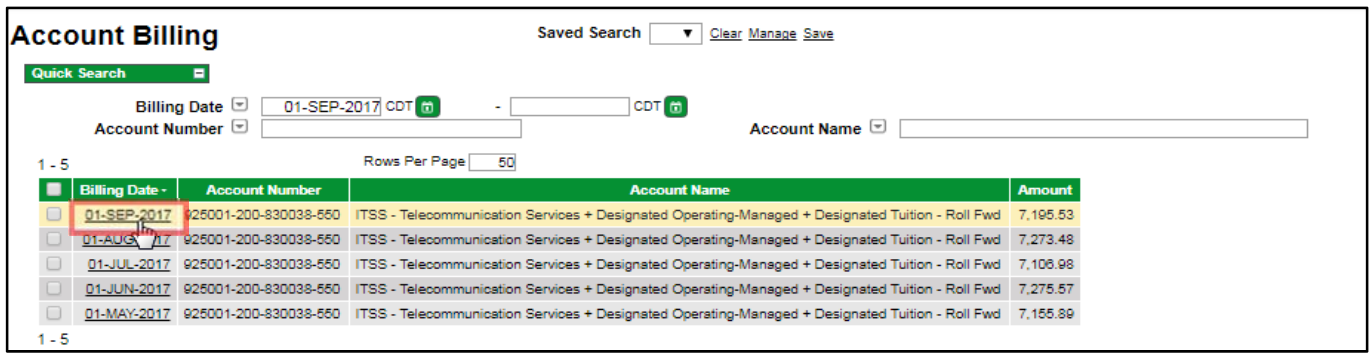 Account Billing Saved Search Clear Manage Save
Quick Search
Billing Date 01-SEP-2017 CDT - CDT
Account Number Account Name
1 - 5 Rows Per Page 50
Billing Date - Account Number Account Name Amount
01-SEP-2017 925001-200-830038-550 ITSS - Telecommunication Services + Designated Operating-Managed + Designated Tuition - Roll Fwd 7,195.53
01-AUG 17 925001-200-830038-550 ITSS - Telecommunication Services + Designated Operating-Managed + Designated Tuition - Roll Fwd 7,273.48
01-JUL-2017 925001-200-830038-550 ITSS - Telecommunication Services + Designated Operating-Managed + Designated Tuition - Roll Fwd 7,106.98
01-JUN-2017 925001-200-830038-550 ITSS - Telecommunication Services + Designated Operating-Managed + Designated Tuition - Roll Fwd 7,275.57
01-MAY-2017 925001-200-830038-550 ITSS - Telecommunication Services + Designated Operating-Managed + Designated Tuition - Roll Fwd 7,155.89
1 - 5